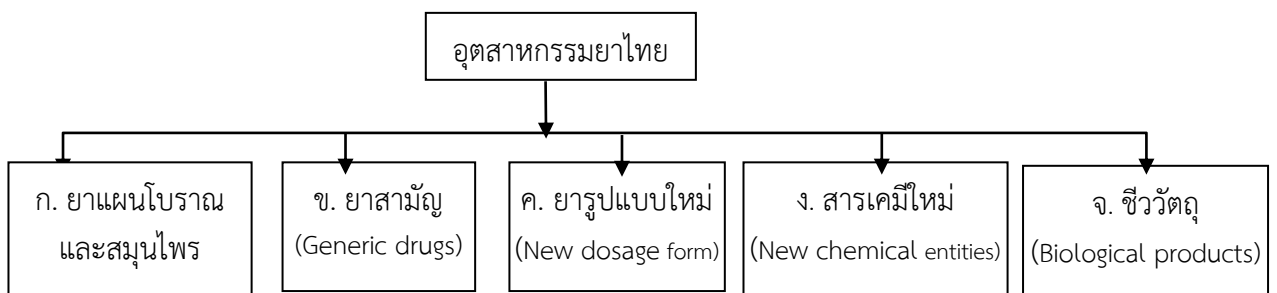 อุตสาหกรรมยาไทย
ก. ยาแผนโบราณ
และสมุนไพร
ข. ยาสามัญ
(Generic drugs)
ค. ยารูปแบบใหม่
(New dosage form)
ง. สารเคมีใหม่
(New chemical entities)
จ. ชีววัตถุ
(Biological products)